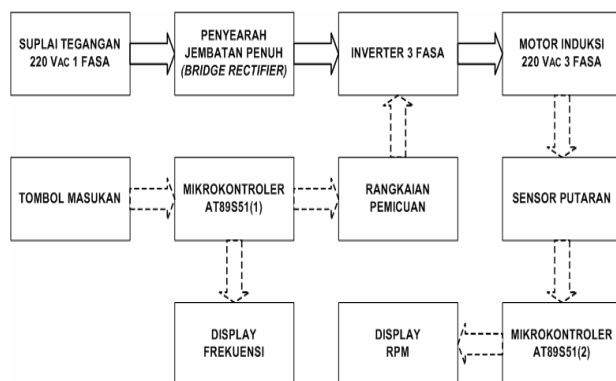 SUPLAI TEGANGAN
220 VAC 1 FASA
PENYEARAH
JEMBATAN PENUH
(BRIDGE RECTIFIER)
INVERTER 3 FASA
MOTOR INDUKSI
220 VAC 3 FASA
TOMBOL MASUKAN
MIKROKONTROLER
AT89S51(1)
RANGKAIAN
PEMICUAN
SENSOR PUTARAN
DISPLAY
FREKUENSI
DISPLAY
RPM
MIKROKONTROLER
AT89S51(2)